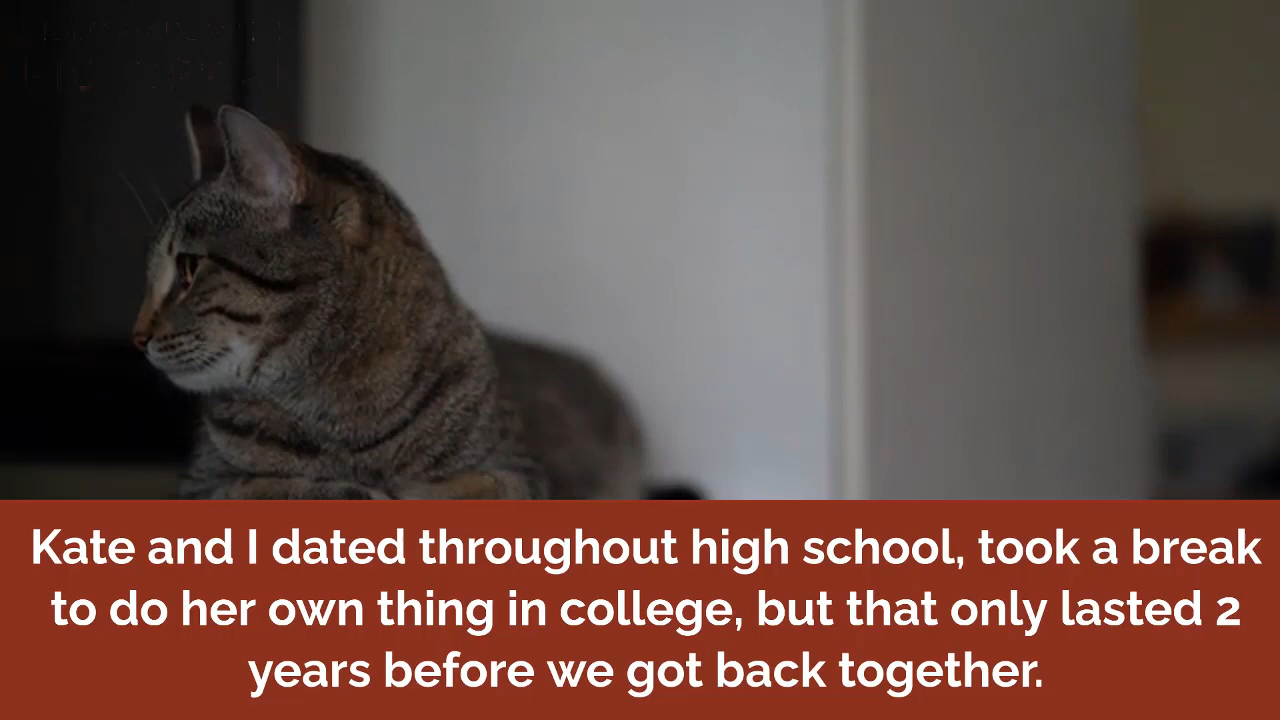 Kate and I dated throughout high school, took a break
to do her own thing in college, but that only lasted 2
years before we got back together.